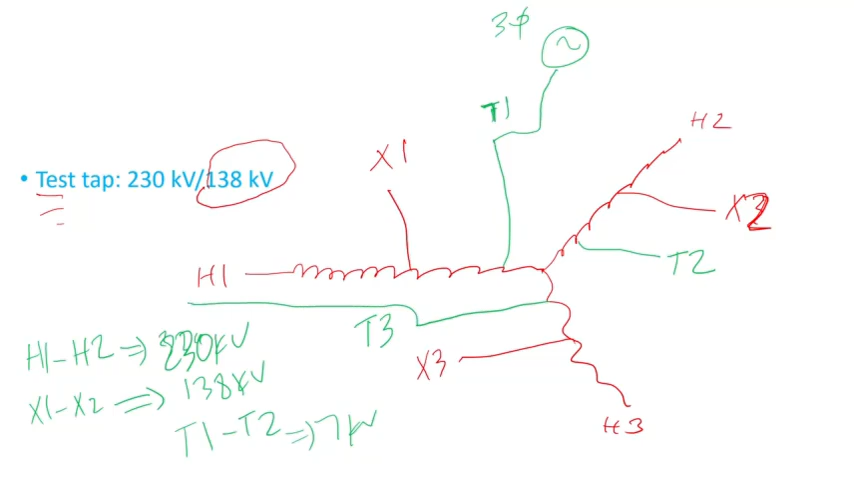 3Φ
T1
H2
X1
• Test tap: 230 kV/138 kV
X2
T2
H1
T3
H1-H2 ⇒ 230kV
X3
X1-X2 ⇒ 138kV
T1-T2 ⇒ 7kV
H3